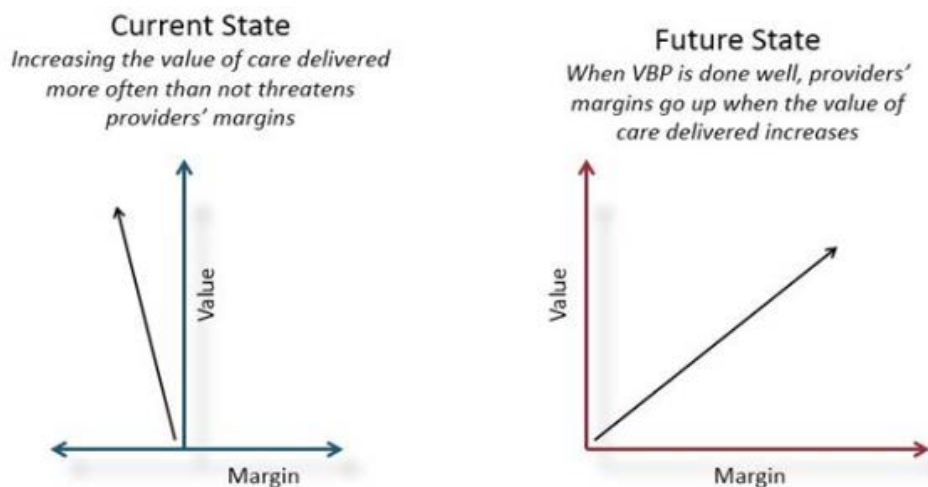 Current State
Increasing the value of care delivered
more often than not threatens
providers' margins
Value
Margin
Future State
When VBP is done well, providers'
margins go up when the value of
care delivered increases
Value
Margin